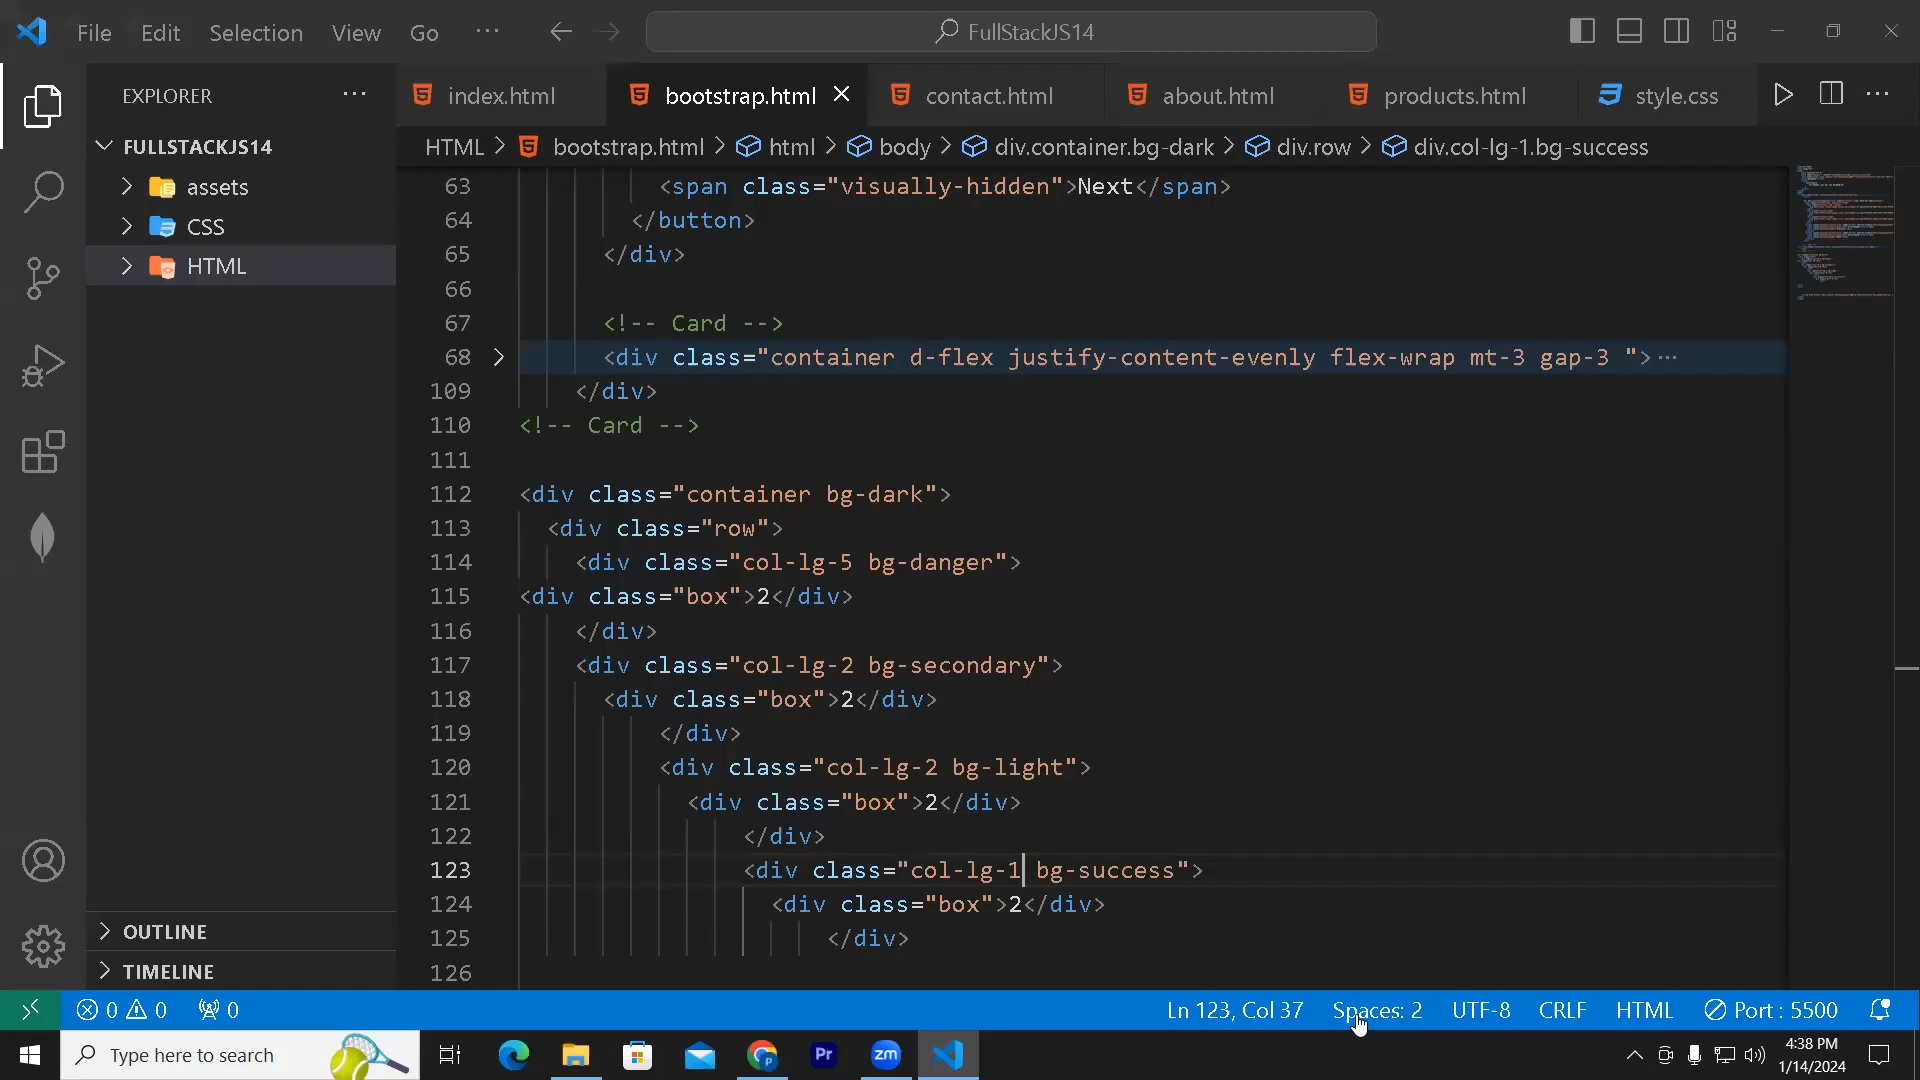 File Edit Selection View Go ··· FullStackJS14
EXPLORER ··· index.html bootstrap.html contact.html about.html products.html style.css ···
FULLSTACKJS14 HTML > bootstrap.html > html > body > div.container.bg-dark > div.row > div.col-lg-1.bg-success
assets
CSS
HTML
63 <span class="visually-hidden">Next</span>
64 </button>
65 </div>
66
67 <!-- Card -->
68 <div class="container d-flex justify-content-evenly flex-wrap mt-3 gap-3 ">···
109 </div>
110 <!-- Card -->
111
112 <div class="container bg-dark">
113 <div class="row">
114 <div class="col-lg-5 bg-danger">
115 <div class="box">2</div>
116 </div>
117 <div class="col-lg-2 bg-secondary">
118 <div class="box">2</div>
119 </div>
120 <div class="col-lg-2 bg-light">
121 <div class="box">2</div>
122 </div>
123 <div class="col-lg-1 bg-success">
124 <div class="box">2</div>
125 </div>
126
OUTLINE
TIMELINE
0 0 0 Ln 123, Col 37 Spaces: 2 UTF-8 CRLF HTML Port : 5500
Type here to search P Pr zm 4:38 PM
1/14/2024